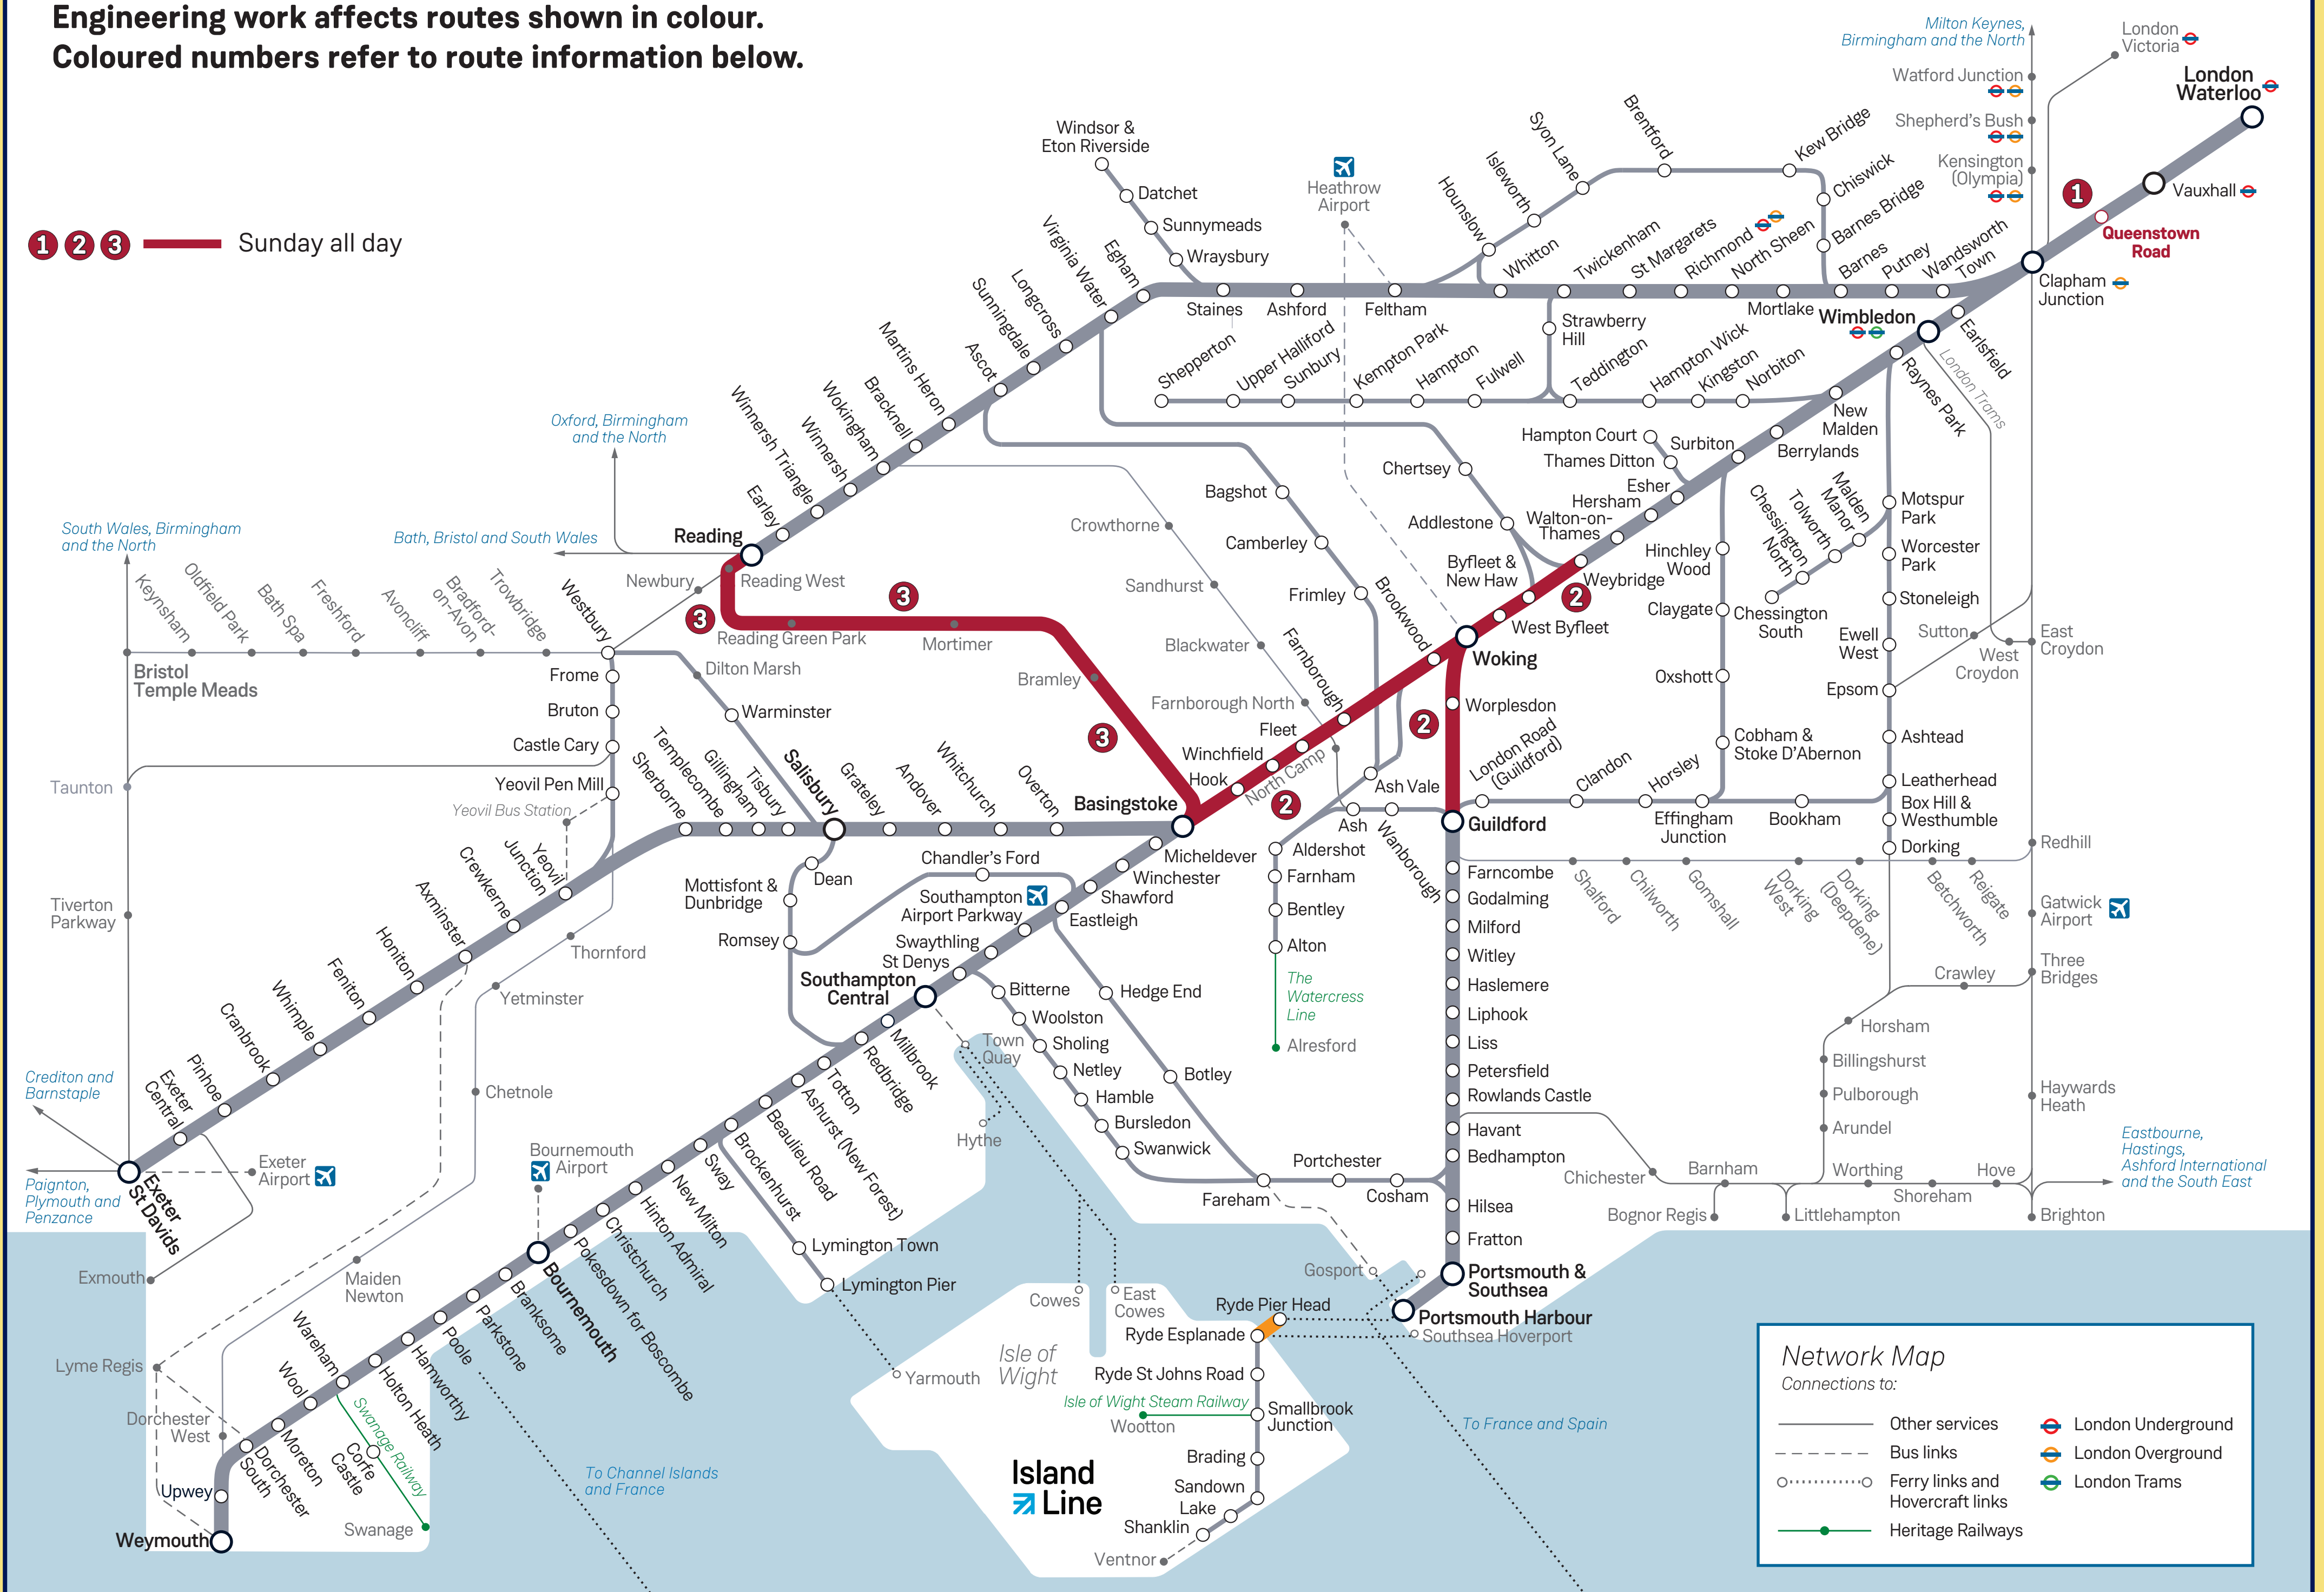 Engineering work affects routes shown in colour.
Coloured numbers refer to route information below.
1 2 3
Sunday all day
Milton Keynes,
Birmingham and the North
London
Victoria
Watford Junction
London
Waterloo
Shepherd's Bush
Kensington
(Olympia)
1
Vauxhall
Queenstown
Road
Clapham
Junction
Windsor &
Eton Riverside
Datchet
Sunnymeads
Wraysbury
Heathrow
Airport
Hounslow
Isleworth
Syon Lane
Brentford
Kew Bridge
Chiswick
Barnes Bridge
Virginia Water
Egham
Staines
Ashford
Feltham
Whitton
Twickenham
St Margarets
Richmond
North Sheen
Mortlake
Barnes
Putney
Wandsworth
Town
Wimbledon
Earlsfield
London Trams
Raynes Park
Strawberry
Hill
Shepperton
Upper Halliford
Sunbury
Kempton Park
Hampton
Fulwell
Teddington
Hampton Wick
Kingston
Norbiton
New
Malden
Berrylands
Surbiton
Hampton Court
Thames Ditton
Esher
Hersham
Walton-on-
Thames
Weybridge
Byfleet &
New Haw
2
West Byfleet
Woking
Chertsey
Addlestone
Longcross
Sunningdale
Ascot
Martins Heron
Bracknell
Wokingham
Winnersh
Winnersh Triangle
Earley
Reading
Oxford, Birmingham
and the North
Bath, Bristol and South Wales
Newbury
Reading West
3
3
Reading Green Park
Mortimer
Bramley
3
Crowthorne
Sandhurst
Blackwater
Farnborough North
North Camp
Bagshot
Camberley
Frimley
Brookwood
Farnborough
Fleet
Winchfield
Hook
2
2
Basingstoke
Ash Vale
Ash
Wanborough
Aldershot
Farnham
Bentley
Alton
The
Watercress
Line
Alresford
Motspur
Park
Malden
Manor
Tolworth
Chessington
North
Chessington
South
Worcester
Park
Stoneleigh
Ewell
West
Epsom
Ashtead
Leatherhead
Box Hill &
Westhumble
Dorking
Hinchley
Wood
Claygate
Oxshott
Cobham &
Stoke D'Abernon
Sutton
West
Croydon
East
Croydon
Worplesdon
London Road
(Guildford)
Clandon
Horsley
Effingham
Junction
Bookham
Guildford
Redhill
Shalford
Chilworth
Gomshall
Dorking
West
Dorking
(Deepdene)
Betchworth
Reigate
Gatwick
Airport
Three
Bridges
Crawley
Horsham
Billingshurst
Pulborough
Arundel
Haywards
Heath
Eastbourne,
Hastings,
Ashford International
and the South East
Farncombe
Godalming
Milford
Witley
Haslemere
Liphook
Liss
Petersfield
Rowlands Castle
Havant
Bedhampton
Hilsea
Fratton
Portsmouth &
Southsea
Portsmouth Harbour
Southsea Hoverport
Chichester
Barnham
Bognor Regis
Littlehampton
Worthing
Shoreham
Hove
Brighton
South Wales, Birmingham
and the North
Keynsham
Oldfield Park
Bath Spa
Freshford
Avoncliff
Bradford-
on-Avon
Trowbridge
Westbury
Bristol
Temple Meads
Dilton Marsh
Warminster
Frome
Bruton
Castle Cary
Yeovil Pen Mill
Yeovil Bus Station
Taunton
Tiverton
Parkway
Sherborne
Templecombe
Gillingham
Tisbury
Salisbury
Grateley
Andover
Whitchurch
Overton
Yeovil
Junction
Crewkerne
Axminster
Honiton
Feniton
Whimple
Cranbrook
Pinhoe
Exeter
Central
Exeter
St Davids
Crediton and
Barnstaple
Paignton,
Plymouth and
Penzance
Exeter
Airport
Exmouth
Thornford
Yetminster
Chetnole
Maiden
Newton
Lyme Regis
Dorchester
West
Dean
Mottisfont &
Dunbridge
Romsey
Chandler's Ford
Southampton
Airport Parkway
Micheldever
Winchester
Shawford
Eastleigh
Swaythling
St Denys
Southampton
Central
Hedge End
Botley
Bitterne
Woolston
Sholing
Netley
Hamble
Bursledon
Swanwick
Fareham
Portchester
Cosham
Gosport
Town
Quay
Hythe
Millbrook
Redbridge
Totton
Ashurst (New Forest)
Beaulieu Road
Brockenhurst
Lymington Town
Lymington Pier
Yarmouth
Sway
New Milton
Hinton Admiral
Christchurch
Pokesdown for Boscombe
Bournemouth
Airport
Bournemouth
Branksome
Parkstone
Poole
Hamworthy
Holton Heath
Wareham
Wool
Moreton
Dorchester
South
Upwey
Weymouth
Swanage Railway
Corfe
Castle
Swanage
To Channel Islands
and France
Cowes
East
Cowes
Isle of
Wight
Ryde Pier Head
Ryde Esplanade
Ryde St Johns Road
Isle of Wight Steam Railway
Wootton
Smallbrook
Junction
Brading
Sandown
Lake
Shanklin
Ventnor
Island
Line
To France and Spain
Network Map
Connections to:
Other services
Bus links
Ferry links and
Hovercraft links
Heritage Railways
London Underground
London Overground
London Trams